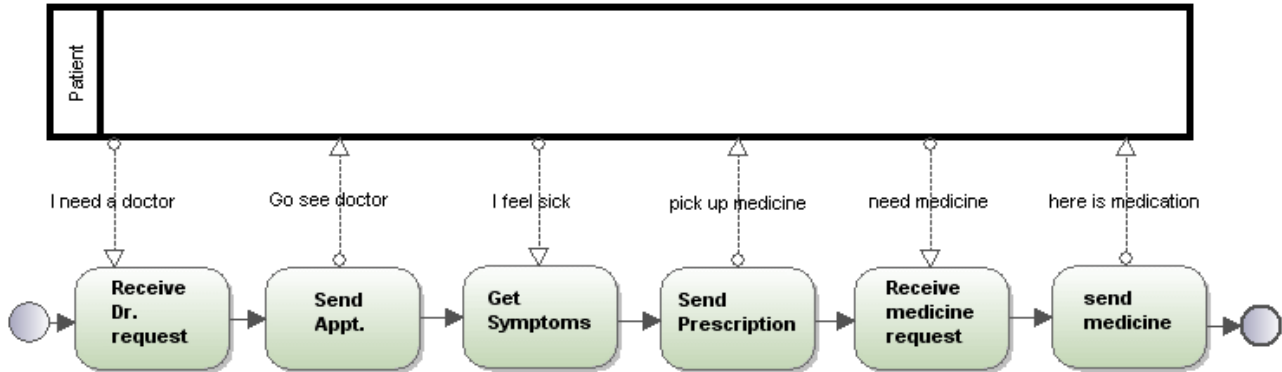 Patient
I need a doctor
Go see doctor
I feel sick
pick up medicine
need medicine
here is medication
Receive
Dr.
request
Send
Appt.
Get
Symptoms
Send
Prescription
Receive
medicine
request
send
medicine